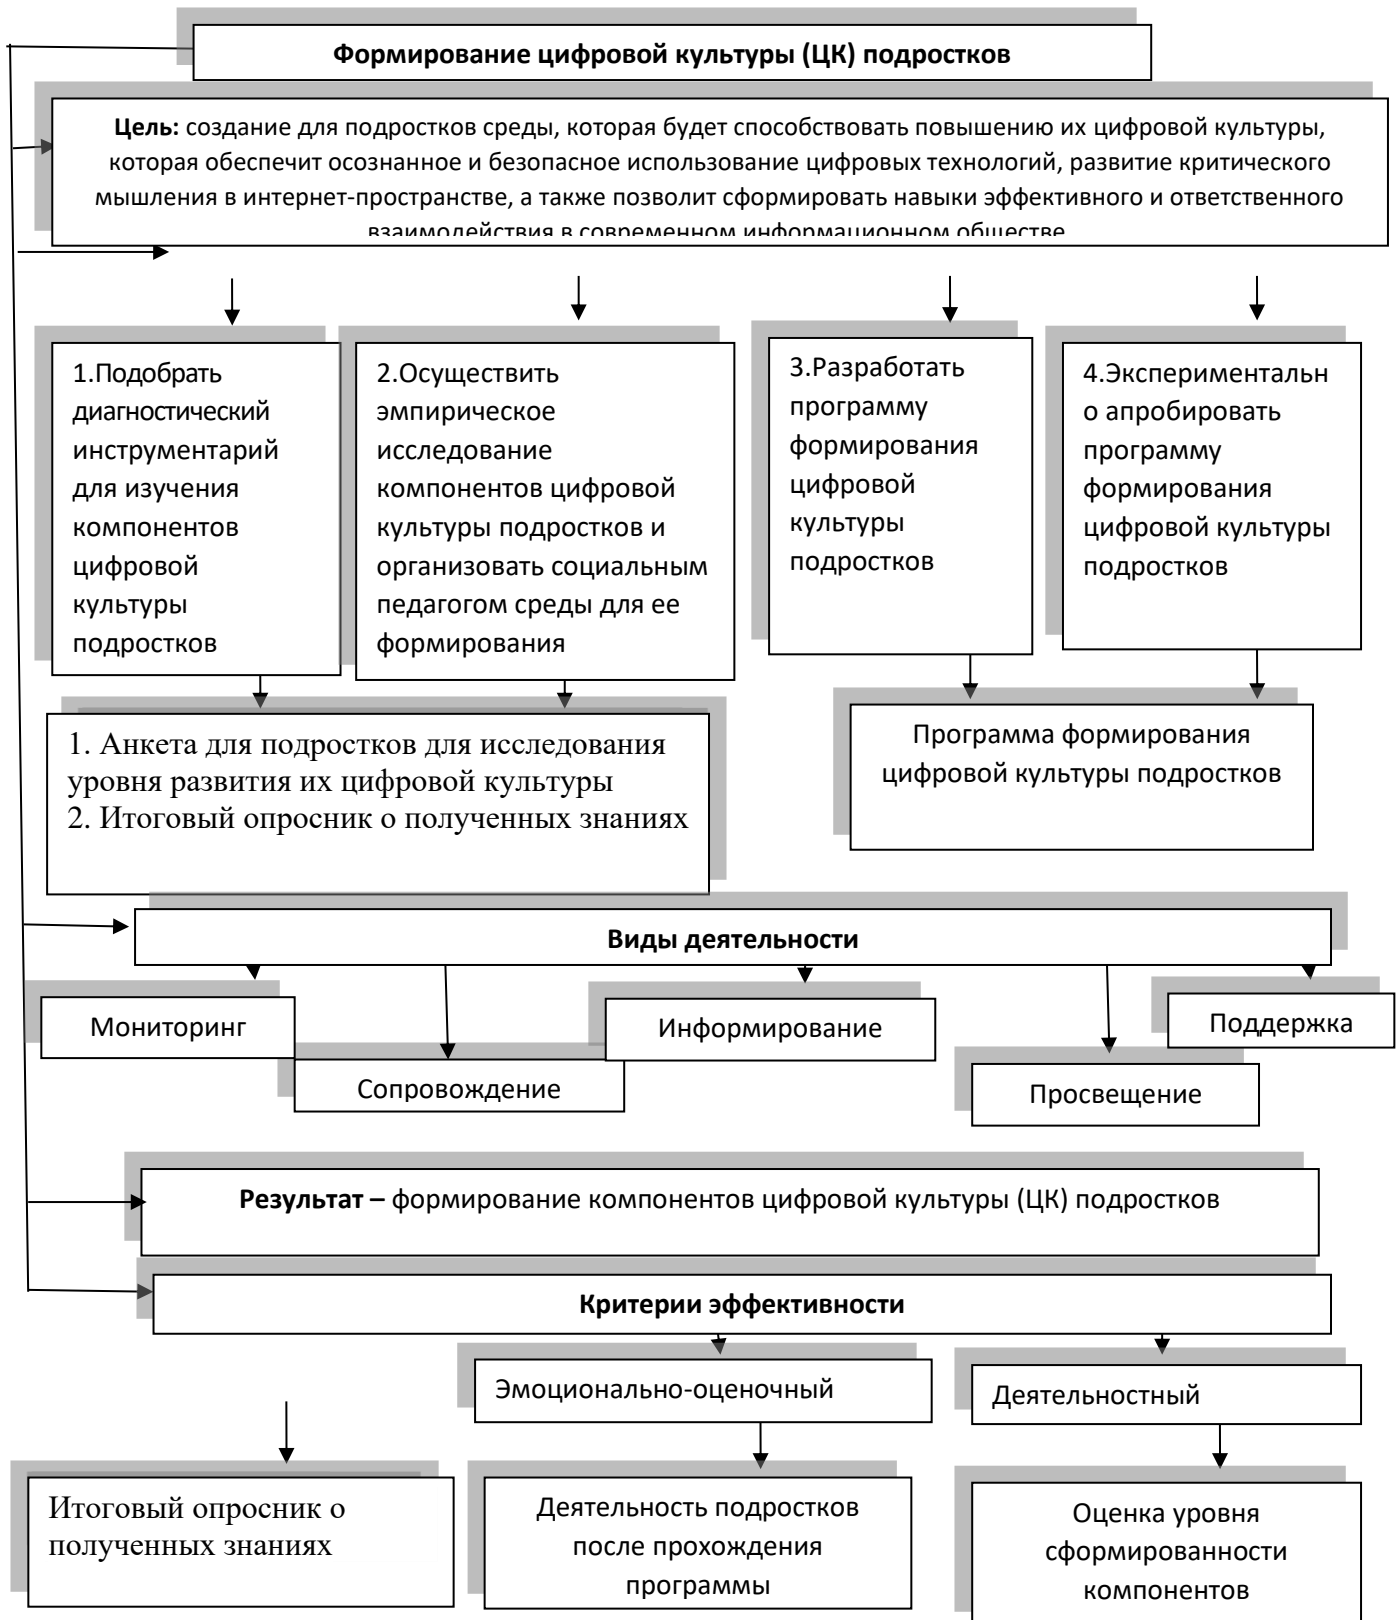 Формирование цифровой культуры (ЦК) подростков
Цель: создание для подростков среды, которая будет способствовать повышению их цифровой культуры,
которая обеспечит осознанное и безопасное использование цифровых технологий, развитие критического
мышления в интернет-пространстве, а также позволит сформировать навыки эффективного и ответственного
взаимодействия в современном информационном обществе
1.Подобрать
диагностический
инструментарий
для изучения
компонентов
цифровой
культуры
подростков
2.Осуществить
эмпирическое
исследование
компонентов цифровой
культуры подростков и
организовать социальным
педагогом среды для ее
формирования
3.Разработать
программу
формирования
цифровой
культуры
подростков
4.Экспериментальн
о апробировать
программу
формирования
цифровой культуры
подростков
1. Анкета для подростков для исследования
уровня развития их цифровой культуры
2. Итоговый опросник о полученных знаниях
Программа формирования
цифровой культуры подростков
Виды деятельности
Мониторинг
Сопровождение
Информирование
Просвещение
Поддержка
Результат – формирование компонентов цифровой культуры (ЦК) подростков
Критерии эффективности
Эмоционально-оценочный
Деятельностный
Итоговый опросник о
полученных знаниях
Деятельность подростков
после прохождения
программы
Оценка уровня
сформированности
компонентов